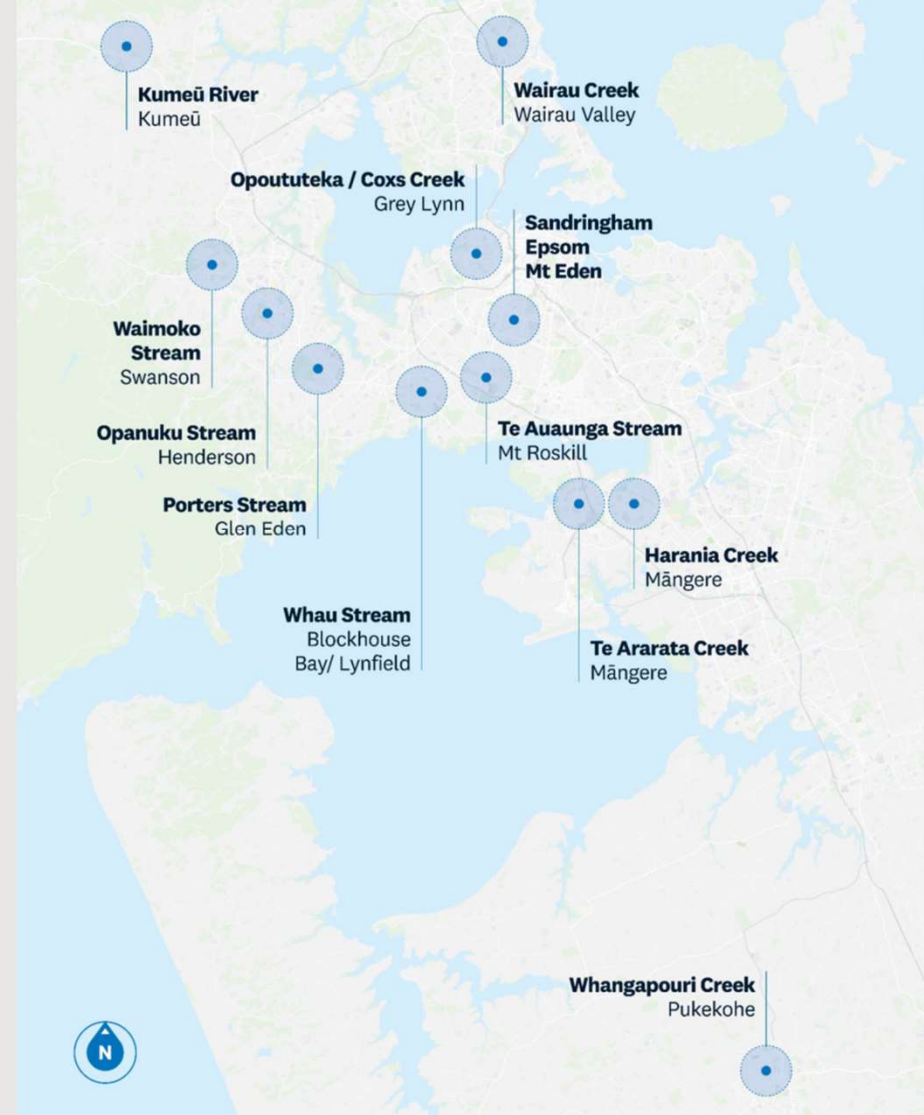 Kumeū River
Kumeū
Wairau Creek
Wairau Valley
Opoututeka / Coxs Creek
Grey Lynn
Sandringham
Epsom
Mt Eden
Waimoko
Stream
Swanson
Opanuku Stream
Henderson
Te Auaunga Stream
Mt Roskill
Porters Stream
Glen Eden
Harania Creek
Māngere
Whau Stream
Blockhouse
Bay/ Lynfield
Te Ararata Creek
Māngere
Whangapouri Creek
Pukekohe
N